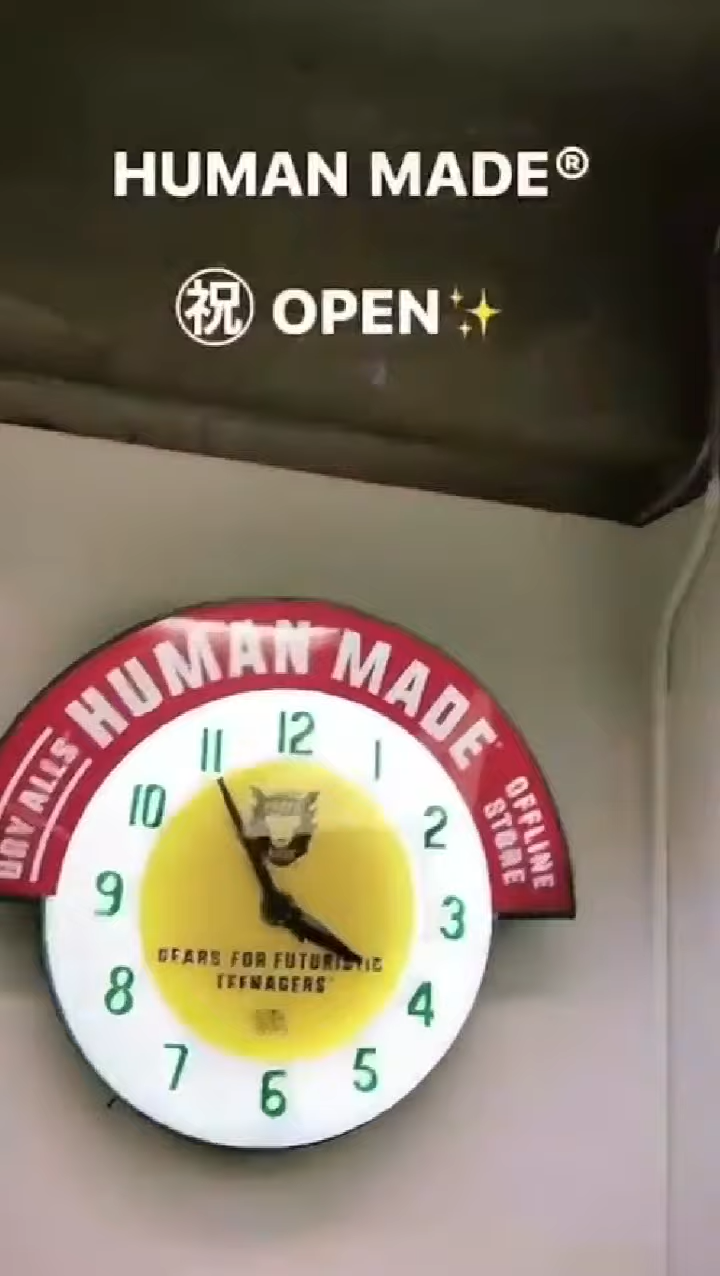 HUMAN MADE®
㊗ OPEN✨
HUMAN MADE
DRY ALLS
OFFLINE
STORE
12
1
2
3
4
5
6
7
8
9
10
11
GEARS FOR FUTURISTIC
TEENAGERS